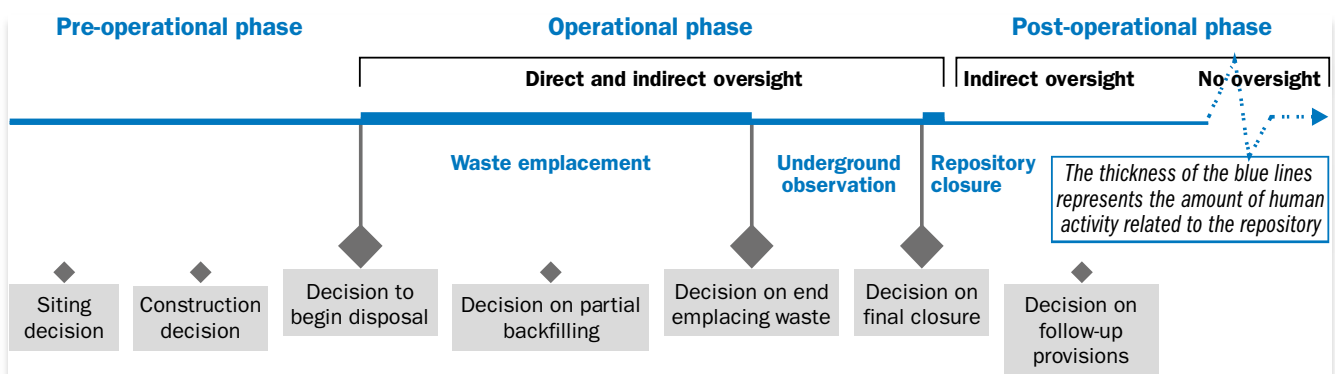 Pre-operational phase
Operational phase
Post-operational phase
Direct and indirect oversight
Indirect oversight
No oversight
Waste emplacement
Underground
observation
Repository
closure
The thickness of the blue lines
represents the amount of human
activity related to the repository
Siting
decision
Construction
decision
Decision to
begin disposal
Decision on partial
backfilling
Decision on end
emplacing waste
Decision on
final closure
Decision on
follow-up
provisions